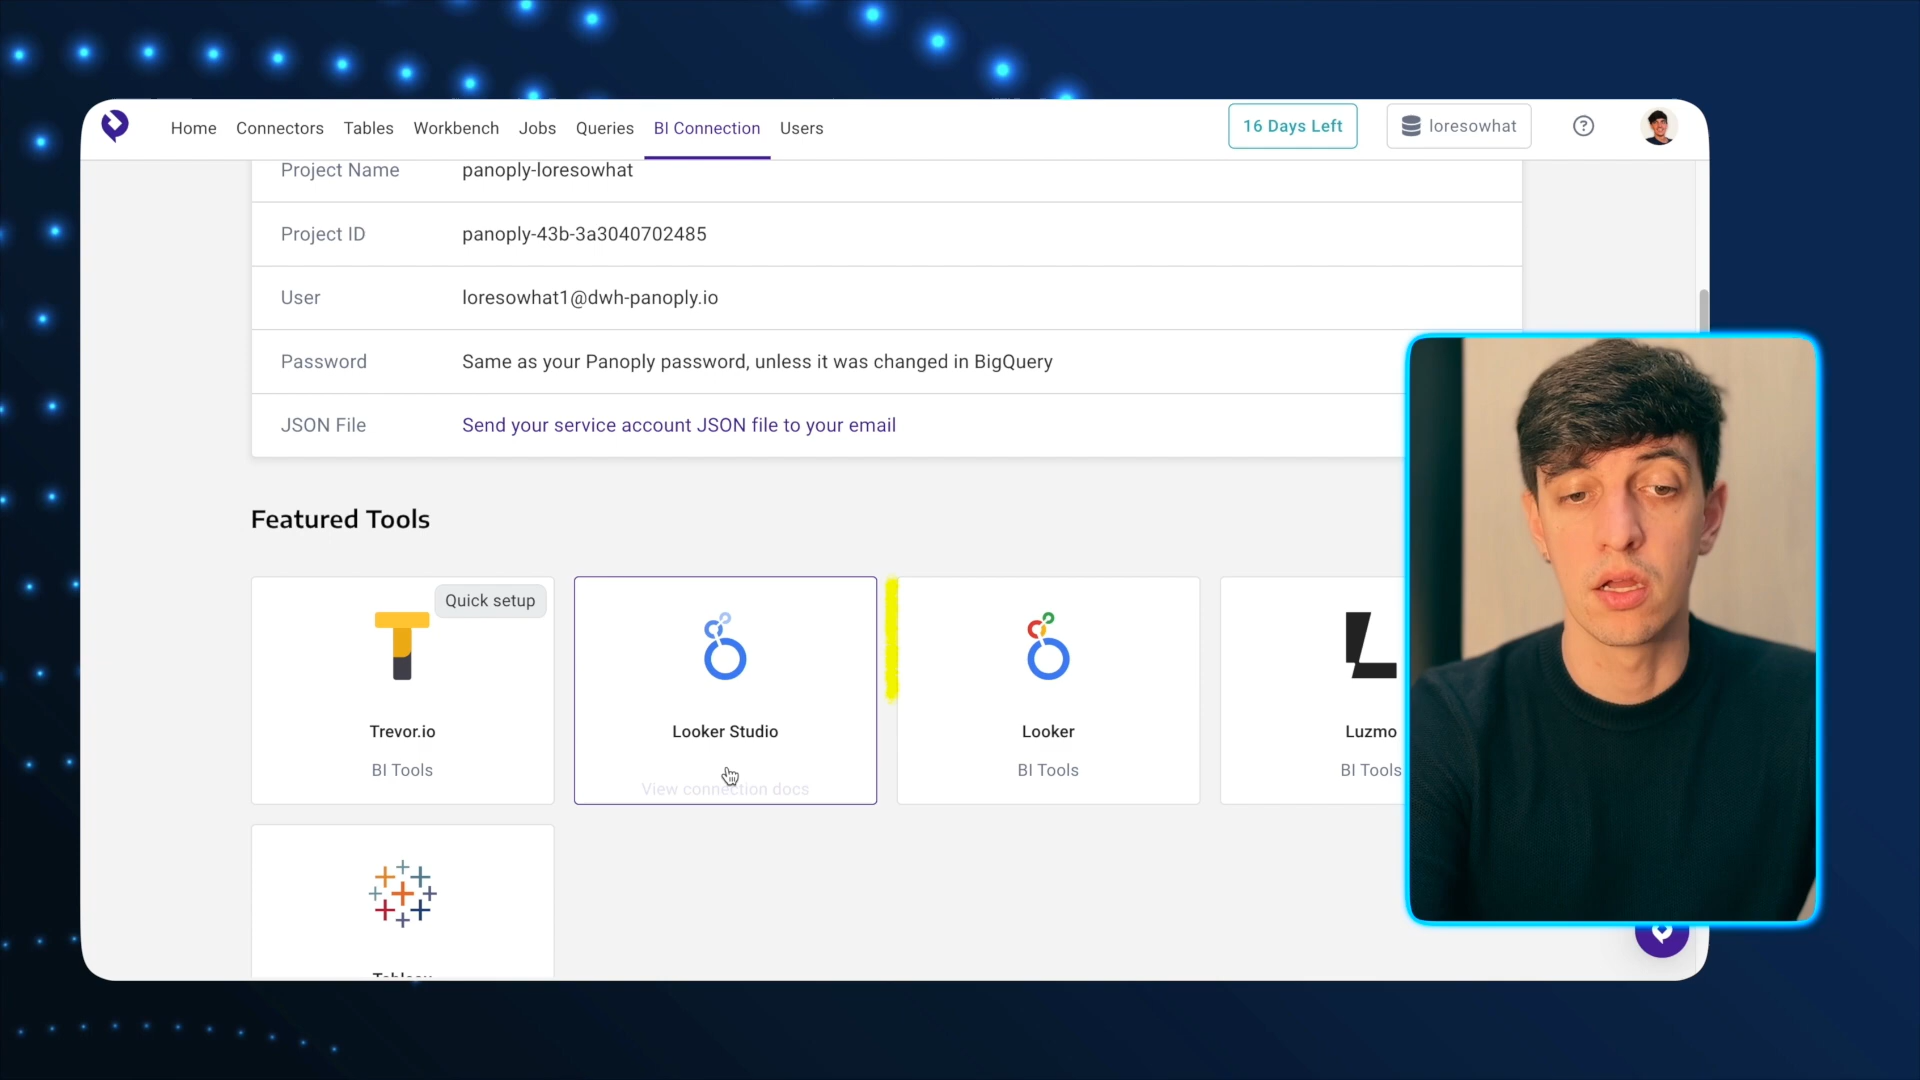 Home Connectors Tables Workbench Jobs Queries BI Connection Users 16 Days Left loresowhat
Project Name panoply-loresowhat
Project ID panoply-43b-3a3040702485
User loresowhat1@dwh-panoply.io
Password Same as your Panoply password, unless it was changed in BigQuery
JSON File Send your service account JSON file to your email
Featured Tools
Quick setup
Trevor.io
BI Tools
Looker Studio
View connection docs
Looker
BI Tools
Luzmo
BI Tools